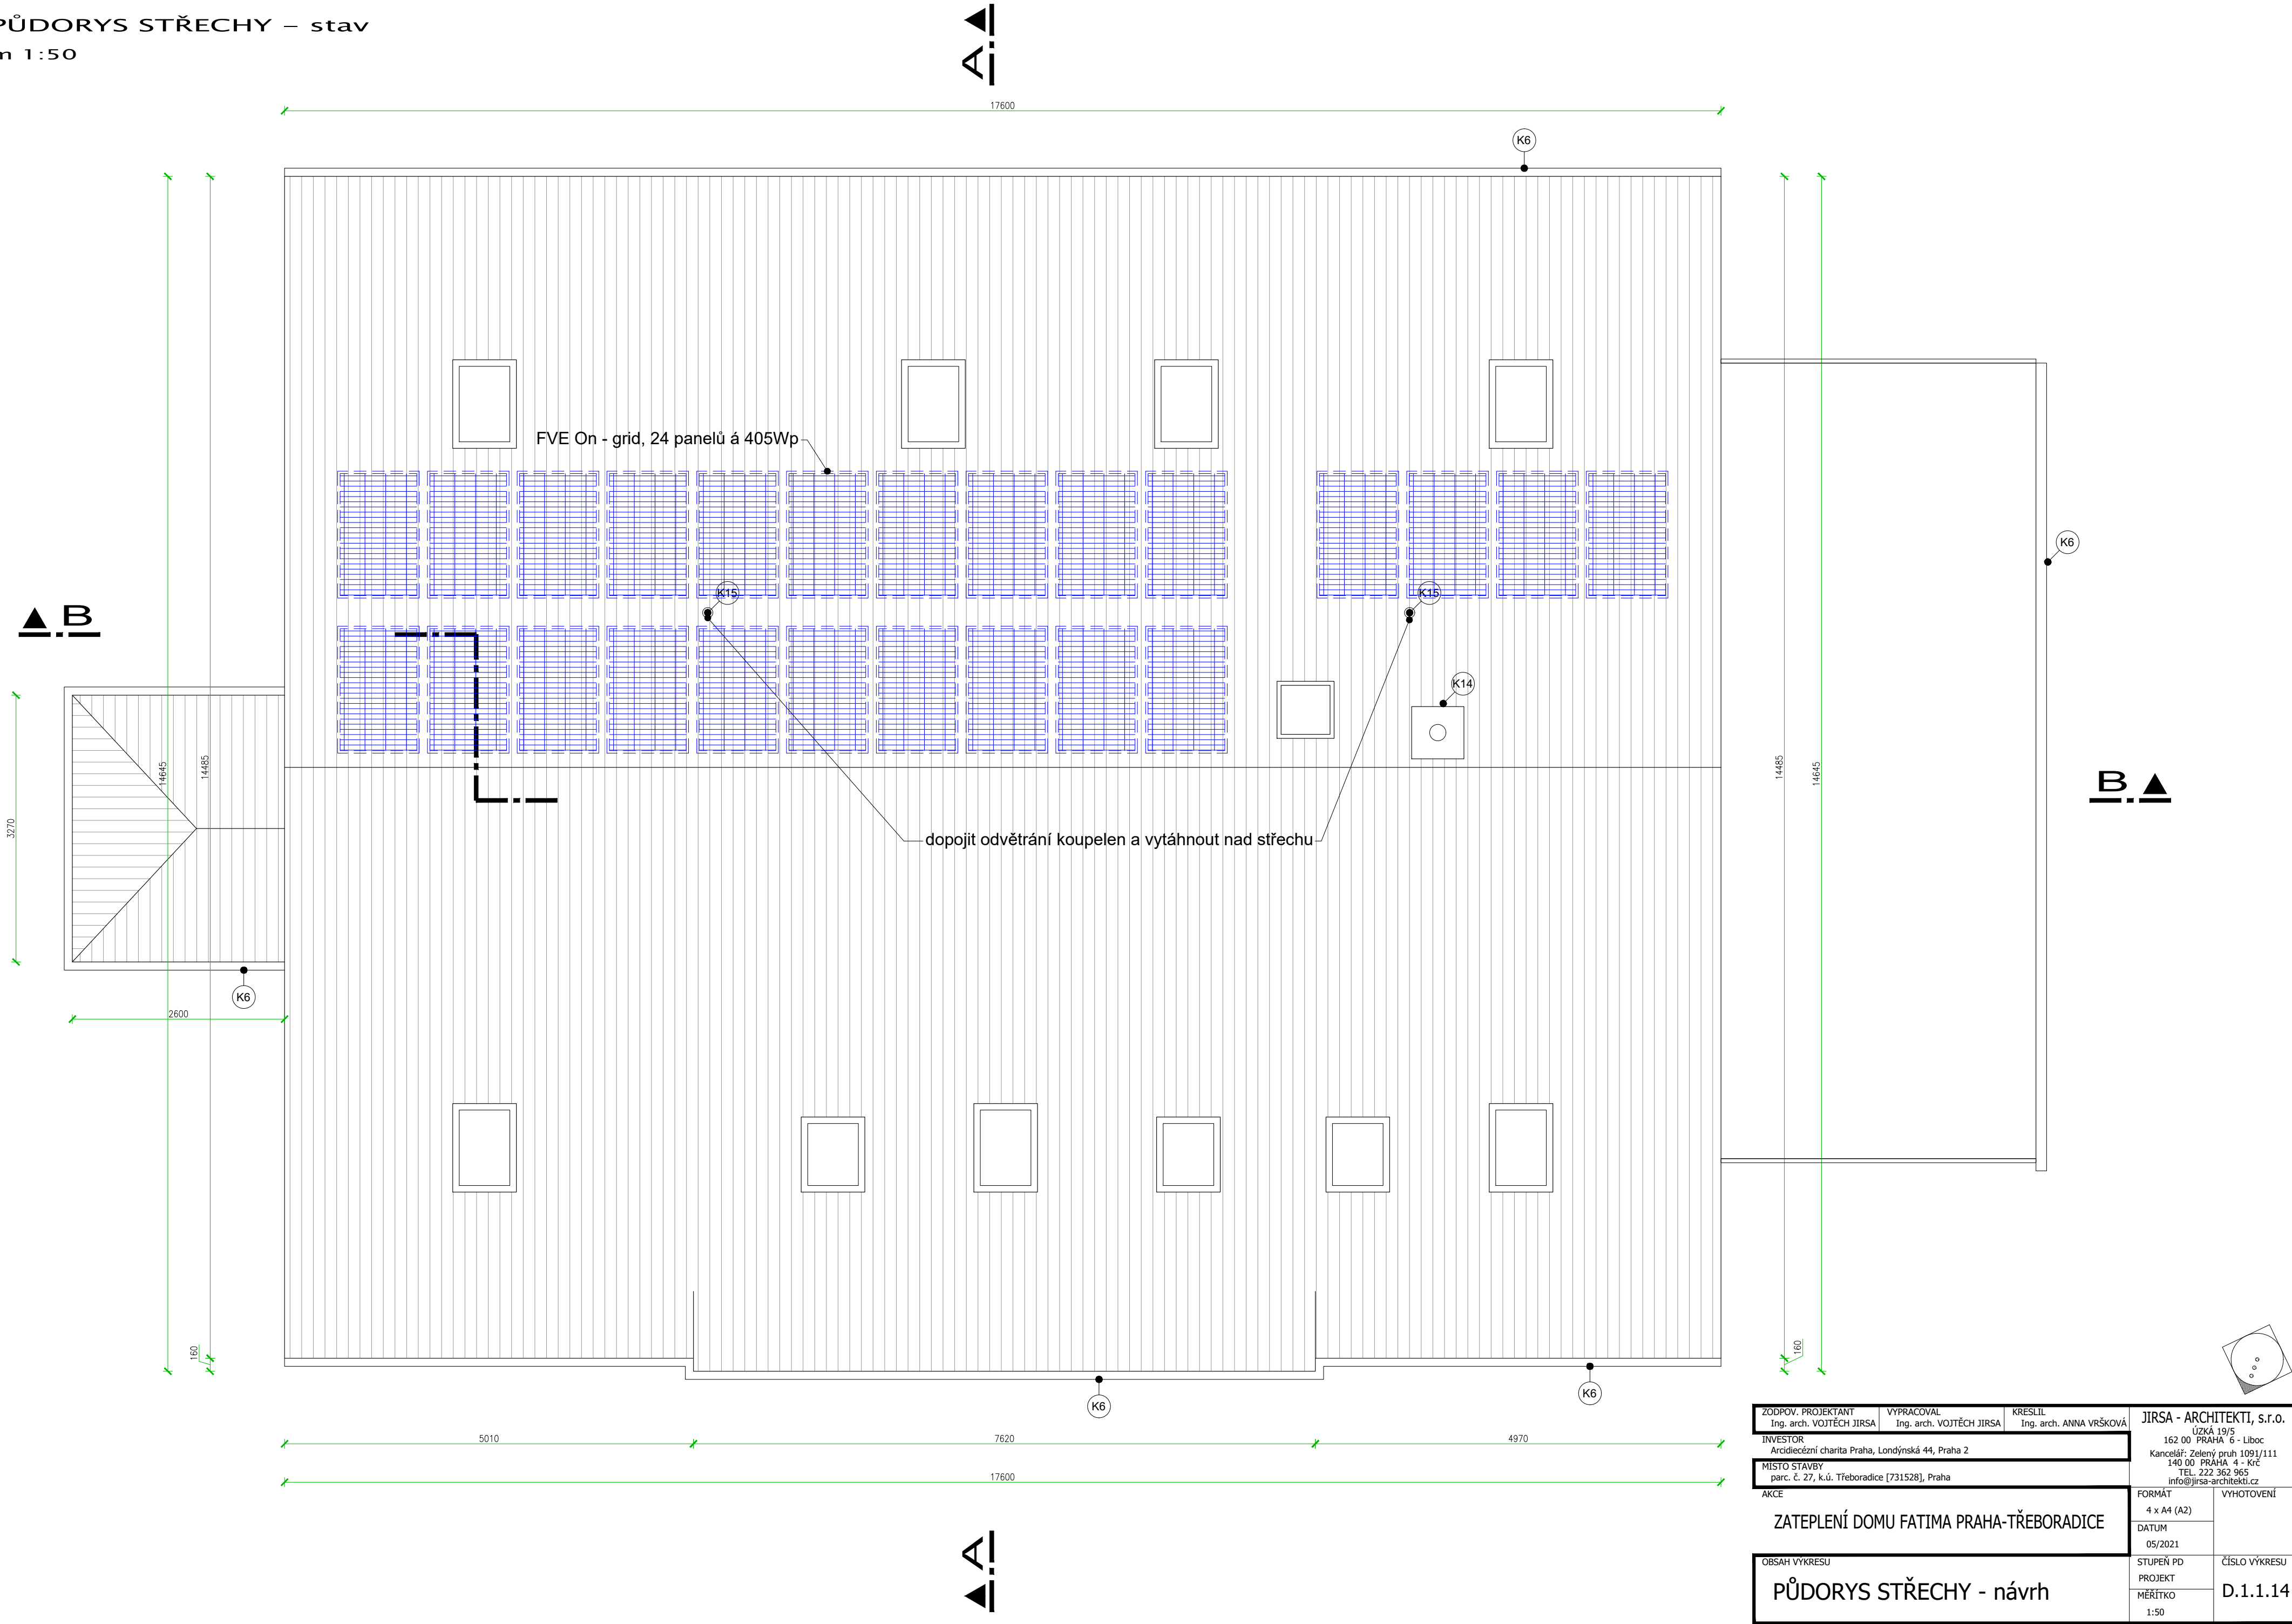 PŮDORYS STŘECHY – stav
m 1:50
A
17600
K6
FVE On - grid, 24 panelů á 405Wp
K6
K15
K15
B
K14
14645
14485
14485
14645
B
3270
dopojit odvětrání koupelen a vytáhnout nad střechu
K6
2600
160
160
K6
K6
5010
7620
4970
17600
A
ZODPOV. PROJEKTANT
Ing. arch. VOJTĚCH JIRSA
VYPRACOVAL
Ing. arch. VOJTĚCH JIRSA
KRESLIL
Ing. arch. ANNA VRŠKOVÁ
JIRSA - ARCHITEKTI, s.r.o.
ÚZKÁ 19/5
162 00 PRAHA 6 - Liboc
Kancelář: Zelený pruh 1091/111
140 00 PRAHA 4 - Krč
TEL. 222 362 965
info@jirsa-architekti.cz
INVESTOR
Arcidiecézní charita Praha, Londýnská 44, Praha 2
MÍSTO STAVBY
parc. č. 27, k.ú. Třeboradice [731528], Praha
AKCE
ZATEPLENÍ DOMU FATIMA PRAHA-TŘEBORADICE
FORMÁT
4 x A4 (A2)
VYHOTOVENÍ
DATUM
05/2021
OBSAH VÝKRESU
PŮDORYS STŘECHY - návrh
STUPEŇ PD
PROJEKT
ČÍSLO VÝKRESU
D.1.1.14
MĚŘÍTKO
1:50